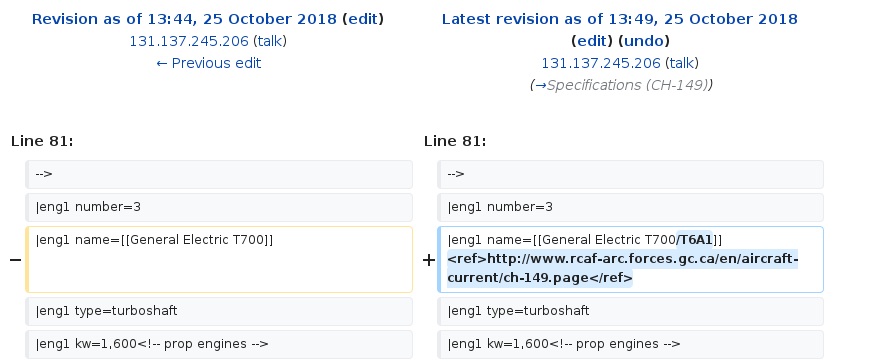 Revision as of 13:44, 25 October 2018 (edit)
131.137.245.206 (talk)
← Previous edit
Latest revision as of 13:49, 25 October 2018
(edit) (undo)
131.137.245.206 (talk)
(→Specifications (CH-149))
Line 81:
Line 81:
-->
-->
|eng1 number=3
|eng1 number=3
− |eng1 name=[[General Electric T700]]
+ |eng1 name=[[General Electric T700/T6A1]]
<ref>http://www.rcaf-arc.forces.gc.ca/en/aircraft-
current/ch-149.page</ref>
|eng1 type=turboshaft
|eng1 type=turboshaft
|eng1 kw=1,600<!-- prop engines -->
|eng1 kw=1,600<!-- prop engines -->